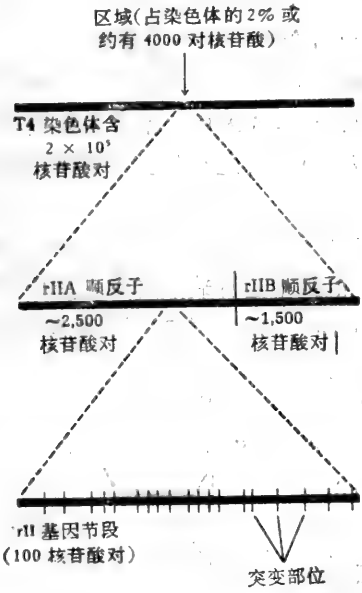 区域(占染色体的2%或
约有4000对核苷酸)
T4 染色体含
2 × 10⁵
核苷酸对
rIIA 顺反子
rIIB 顺反子
~2,500
核苷酸对
~1,500
核苷酸对
rII 基因节段
(100 核苷酸对)
突变部位